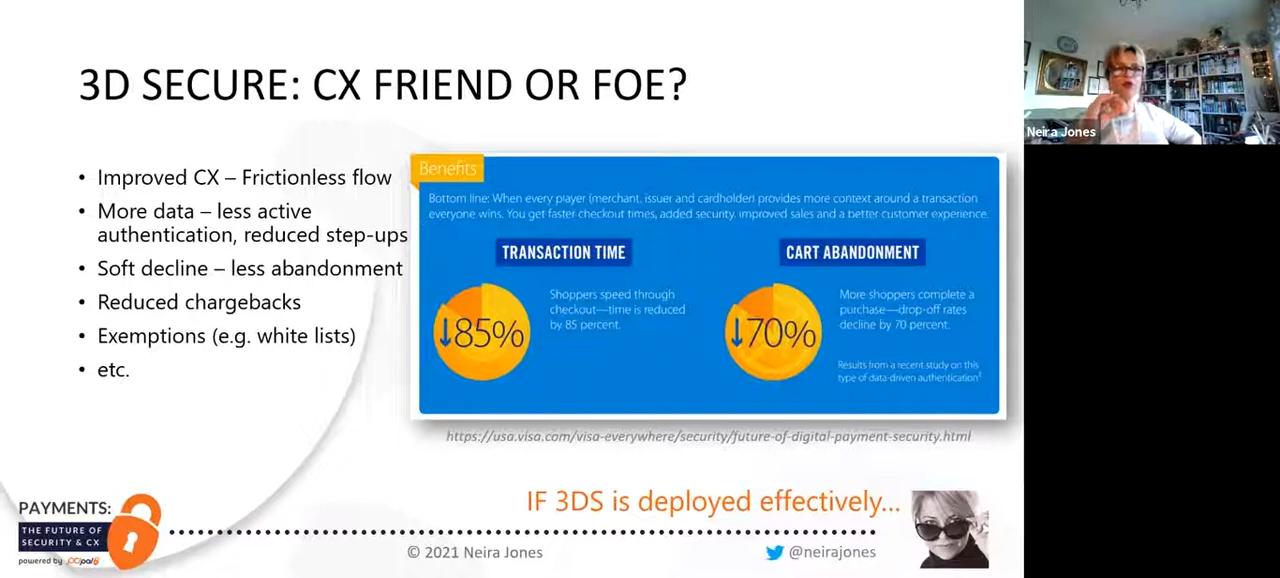 3D SECURE: CX FRIEND OR FOE?
• Improved CX – Frictionless flow
• More data – less active
authentication, reduced step-ups
• Soft decline – less abandonment
• Reduced chargebacks
• Exemptions (e.g. white lists)
• etc.
Benefits
Bottom line: When every player (merchant, issuer and cardholder) provides more context around a transaction
everyone wins. You get faster checkout times, added security, improved sales and a better customer experience.
TRANSACTION TIME
↓85%
Shoppers speed through
checkout—time is reduced
by 85 percent.
CART ABANDONMENT
↓70%
More shoppers complete a
purchase—drop-off rates
decline by 70 percent.
Results from a recent study on this
type of data-driven authentication
https://usa.visa.com/visa-everywhere/security/future-of-digital-payment-security.html
IF 3DS is deployed effectively...
PAYMENTS:
THE FUTURE OF
SECURITY & CX
powered by pcipal
© 2021 Neira Jones
@neirajones
Neira Jones